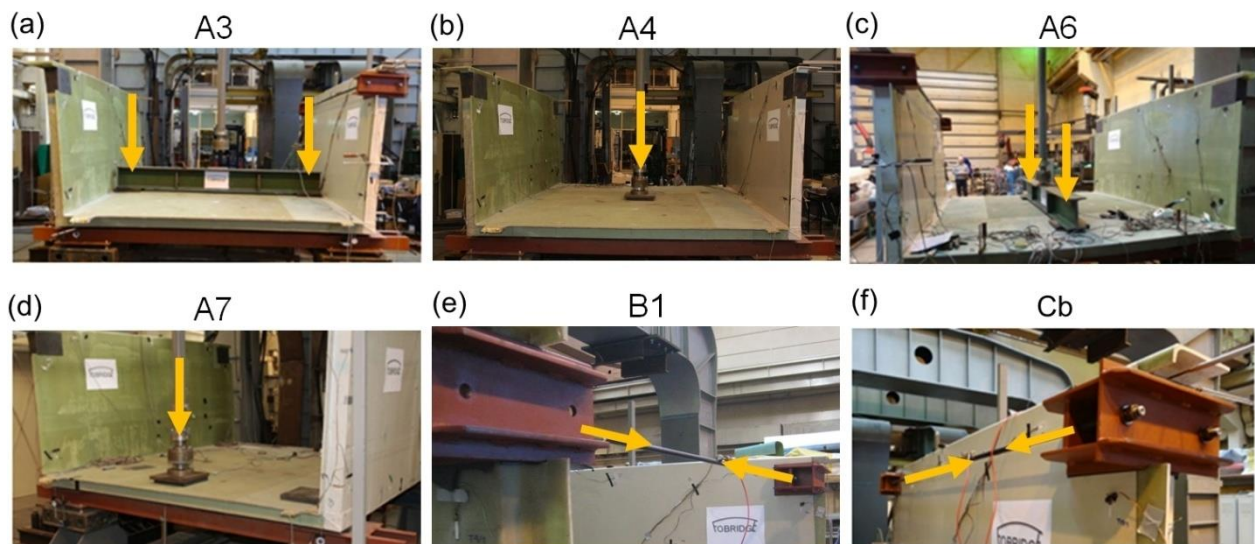 (a) A3
(b) A4
(c) A6
(d) A7
(e) B1
(f) Cb
TOBRIDGE
TOBRIDGE